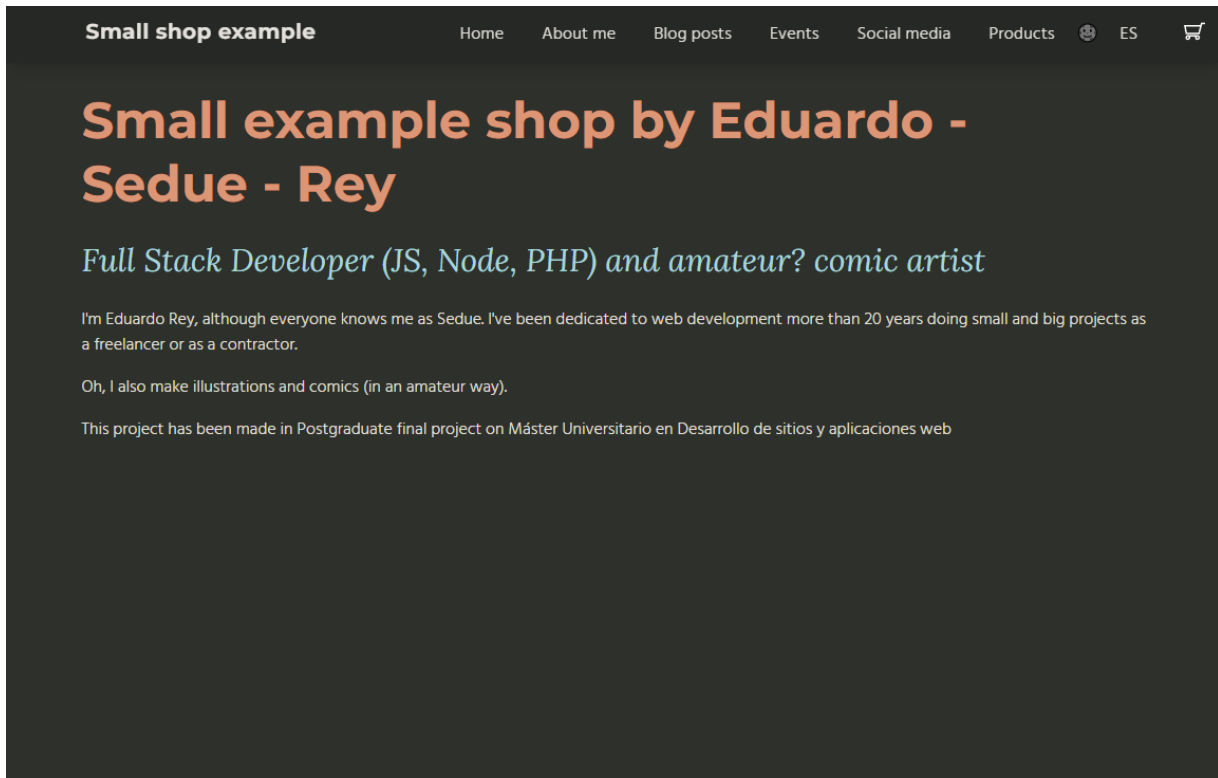 Small shop example
Home
About me
Blog posts
Events
Social media
Products
ES
Small example shop by Eduardo -
Sedue - Rey
Full Stack Developer (JS, Node, PHP) and amateur? comic artist
I'm Eduardo Rey, although everyone knows me as Sedue. I've been dedicated to web development more than 20 years doing small and big projects as
a freelancer or as a contractor.
Oh, I also make illustrations and comics (in an amateur way).
This project has been made in Postgraduate final project on Máster Universitario en Desarrollo de sitios y aplicaciones web